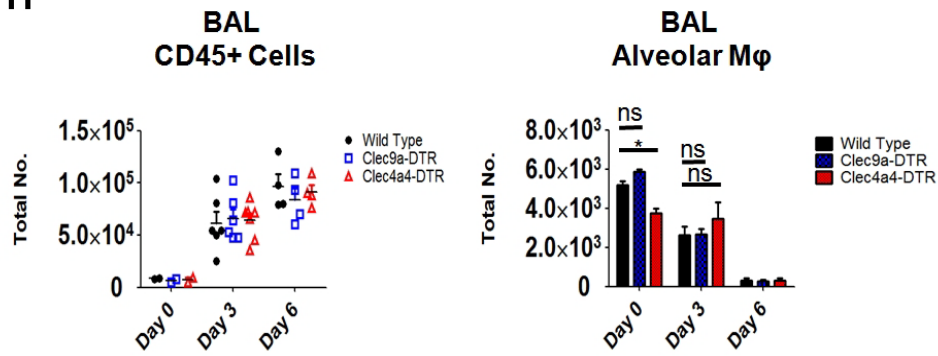 BAL
CD45+ Cells
Total No.
1.5×10⁵
1.0×10⁵
5.0×10⁴
0
Day 0
Day 3
Day 6
Wild Type
Clec9a-DTR
Clec4a4-DTR
BAL
Alveolar Mφ
Total No.
8.0×10³
6.0×10³
4.0×10³
2.0×10³
0
ns
*
ns
ns
Day 0
Day 3
Day 6
Wild Type
Clec9a-DTR
Clec4a4-DTR